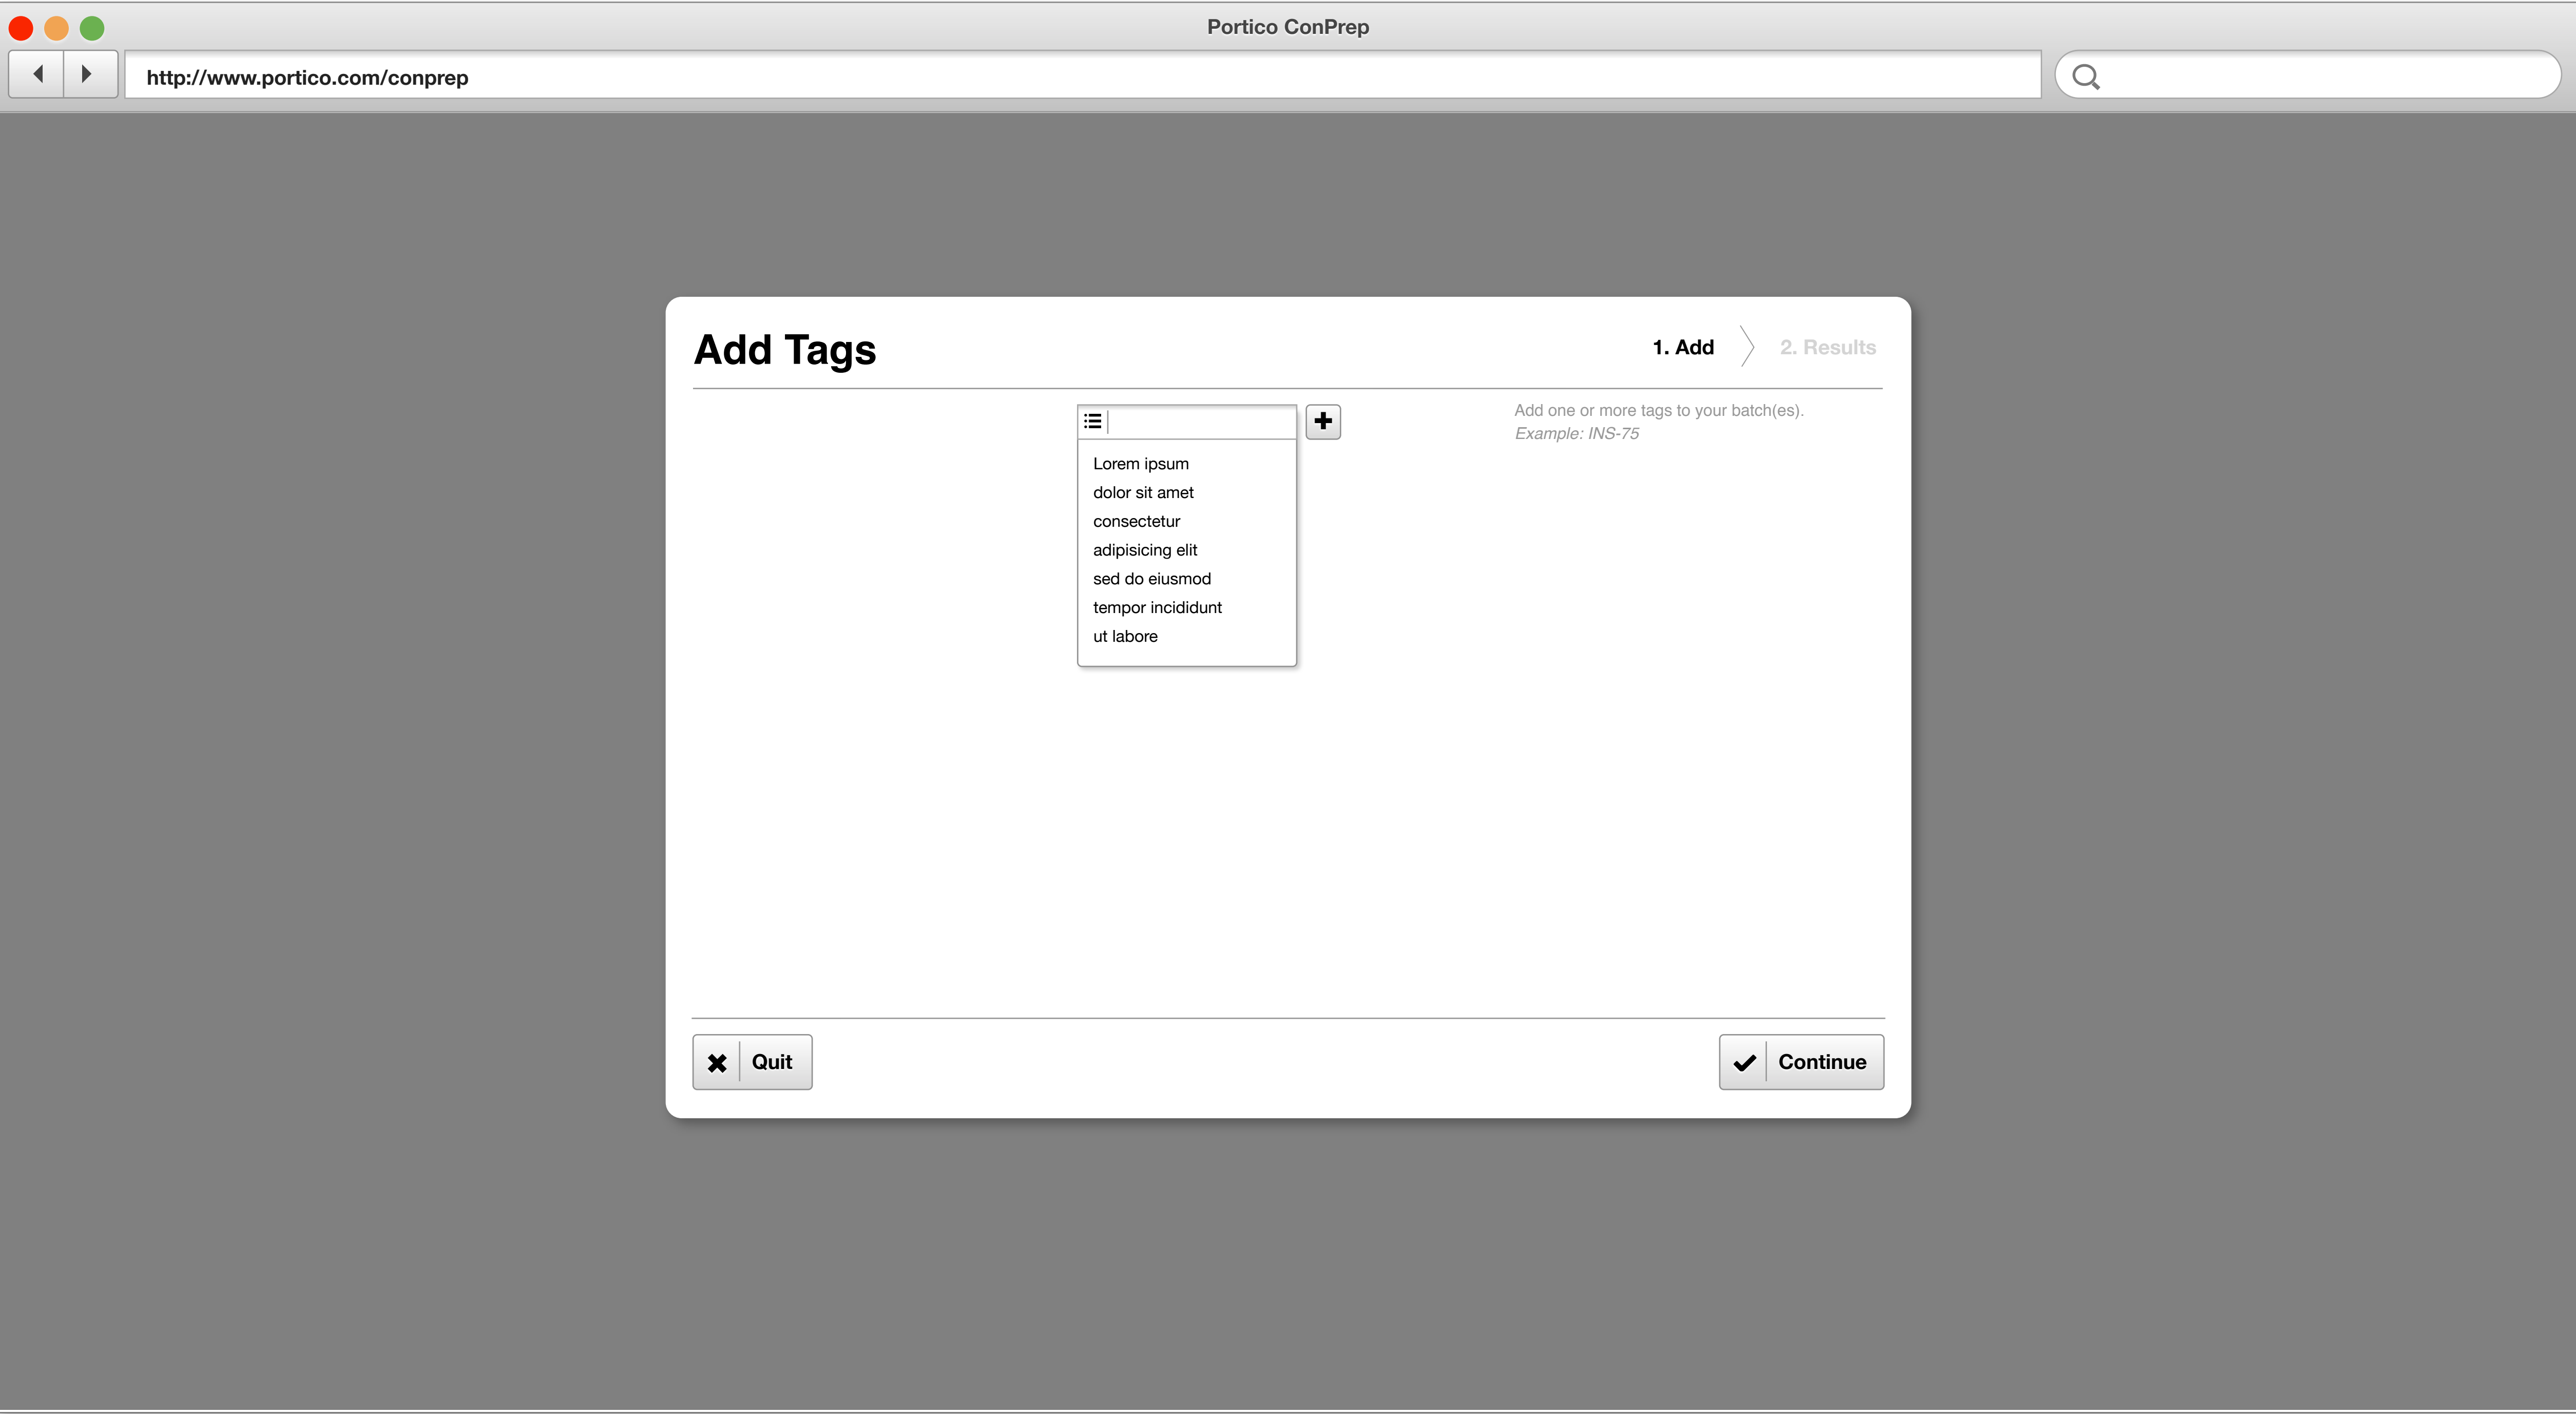 Portico ConPrep
http://www.portico.com/conprep
Add Tags
1. Add
2. Results
Add one or more tags to your batch(es).
Example: INS-75
Lorem ipsum
dolor sit amet
consectetur
adipisicing elit
sed do eiusmod
tempor incididunt
ut labore
Quit
Continue